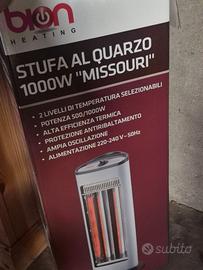 bion
HEATING
STUFA AL QUARZO
1000W "MISSOURI"
• 2 LIVELLI DI TEMPERATURA SELEZIONABILI
• POTENZA 500/1000W
• ALTA EFFICIENZA TERMICA
• PROTEZIONE ANTIRIBALTAMENTO
• AMPIA OSCILLAZIONE
• ALIMENTAZIONE 220-240 V - 50Hz
subito